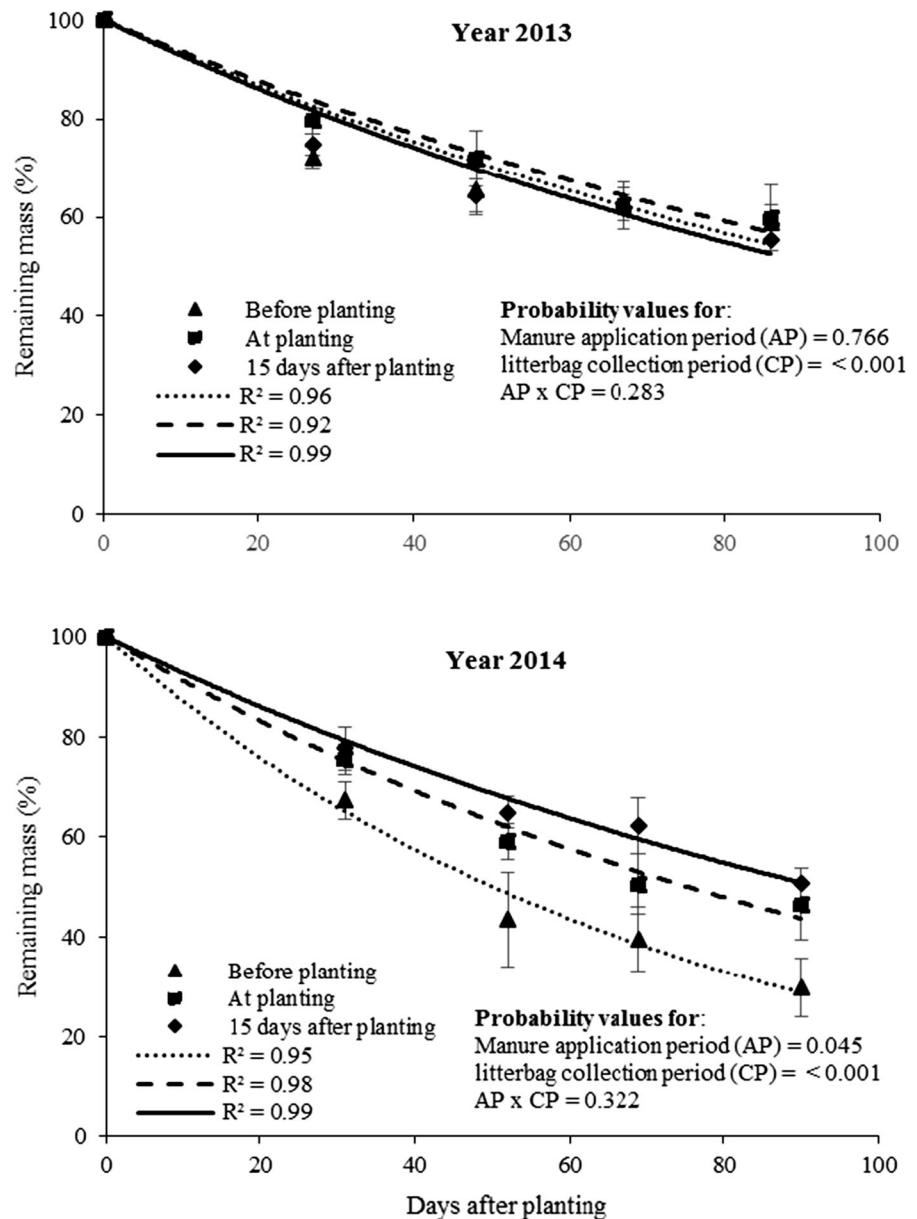 Year 2013
Remaining mass (%)
100
80
60
40
20
0
Before planting
At planting
15 days after planting
R² = 0.96
R² = 0.92
R² = 0.99
Probability values for:
Manure application period (AP) = 0.766
litterbag collection period (CP) = < 0.001
AP x CP = 0.283
0 20 40 60 80 100
Year 2014
Remaining mass (%)
100
80
60
40
20
0
Before planting
At planting
15 days after planting
R² = 0.95
R² = 0.98
R² = 0.99
Probability values for:
Manure application period (AP) = 0.045
litterbag collection period (CP) = < 0.001
AP x CP = 0.322
0 20 40 60 80 100
Days after planting